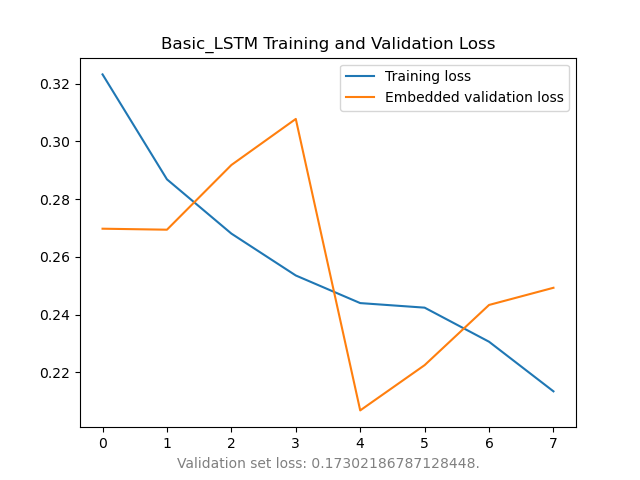 Basic_LSTM Training and Validation Loss
Training loss
Embedded validation loss
0.32
0.30
0.28
0.26
0.24
0.22
0 1 2 3 4 5 6 7
Validation set loss: 0.17302186787128448.